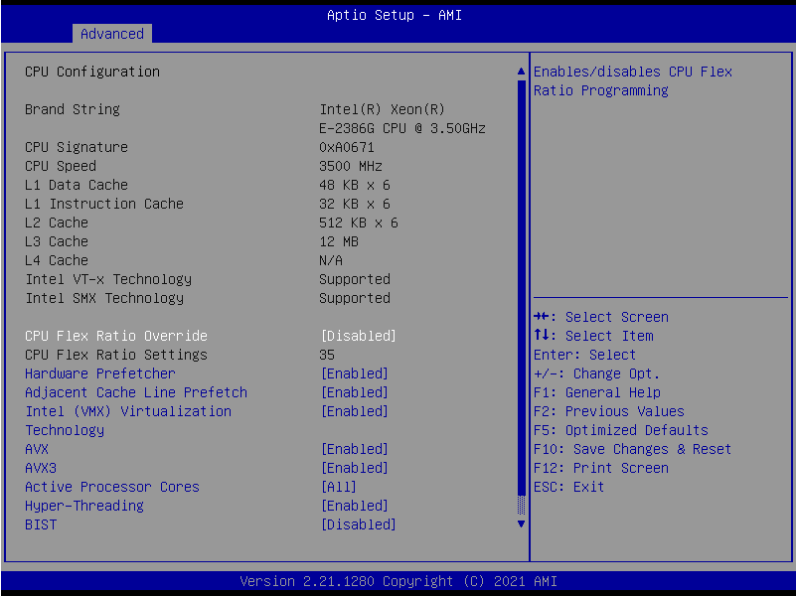 Aptio Setup – AMI
Advanced
CPU Configuration
Brand String Intel(R) Xeon(R)
E-2386G CPU @ 3.50GHz
CPU Signature 0xA0671
CPU Speed 3500 MHz
L1 Data Cache 48 KB x 6
L1 Instruction Cache 32 KB x 6
L2 Cache 512 KB x 6
L3 Cache 12 MB
L4 Cache N/A
Intel VT-x Technology Supported
Intel SMX Technology Supported
CPU Flex Ratio Override [Disabled]
CPU Flex Ratio Settings 35
Hardware Prefetcher [Enabled]
Adjacent Cache Line Prefetch [Enabled]
Intel (VMX) Virtualization [Enabled]
Technology
AVX [Enabled]
AVX3 [Enabled]
Active Processor Cores [All]
Hyper-Threading [Enabled]
BIST [Disabled]
Enables/disables CPU Flex
Ratio Programming
→←: Select Screen
↑↓: Select Item
Enter: Select
+/-: Change Opt.
F1: General Help
F2: Previous Values
F5: Optimized Defaults
F10: Save Changes & Reset
F12: Print Screen
ESC: Exit
Version 2.21.1280 Copyright (C) 2021 AMI